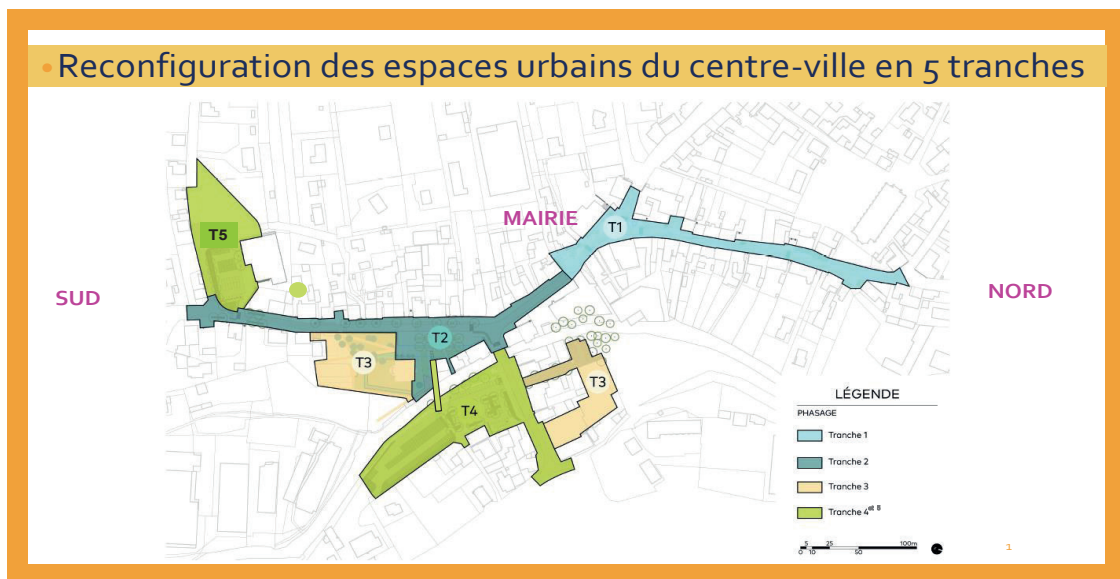 • Reconfiguration des espaces urbains du centre-ville en 5 tranches
MAIRIE
T1
T5
SUD
NORD
T2
T3
T3
T4
LÉGENDE
PHASAGE
Tranche 1
Tranche 2
Tranche 3
Tranche 4 et 5
5 25 100m
0 10 50
1